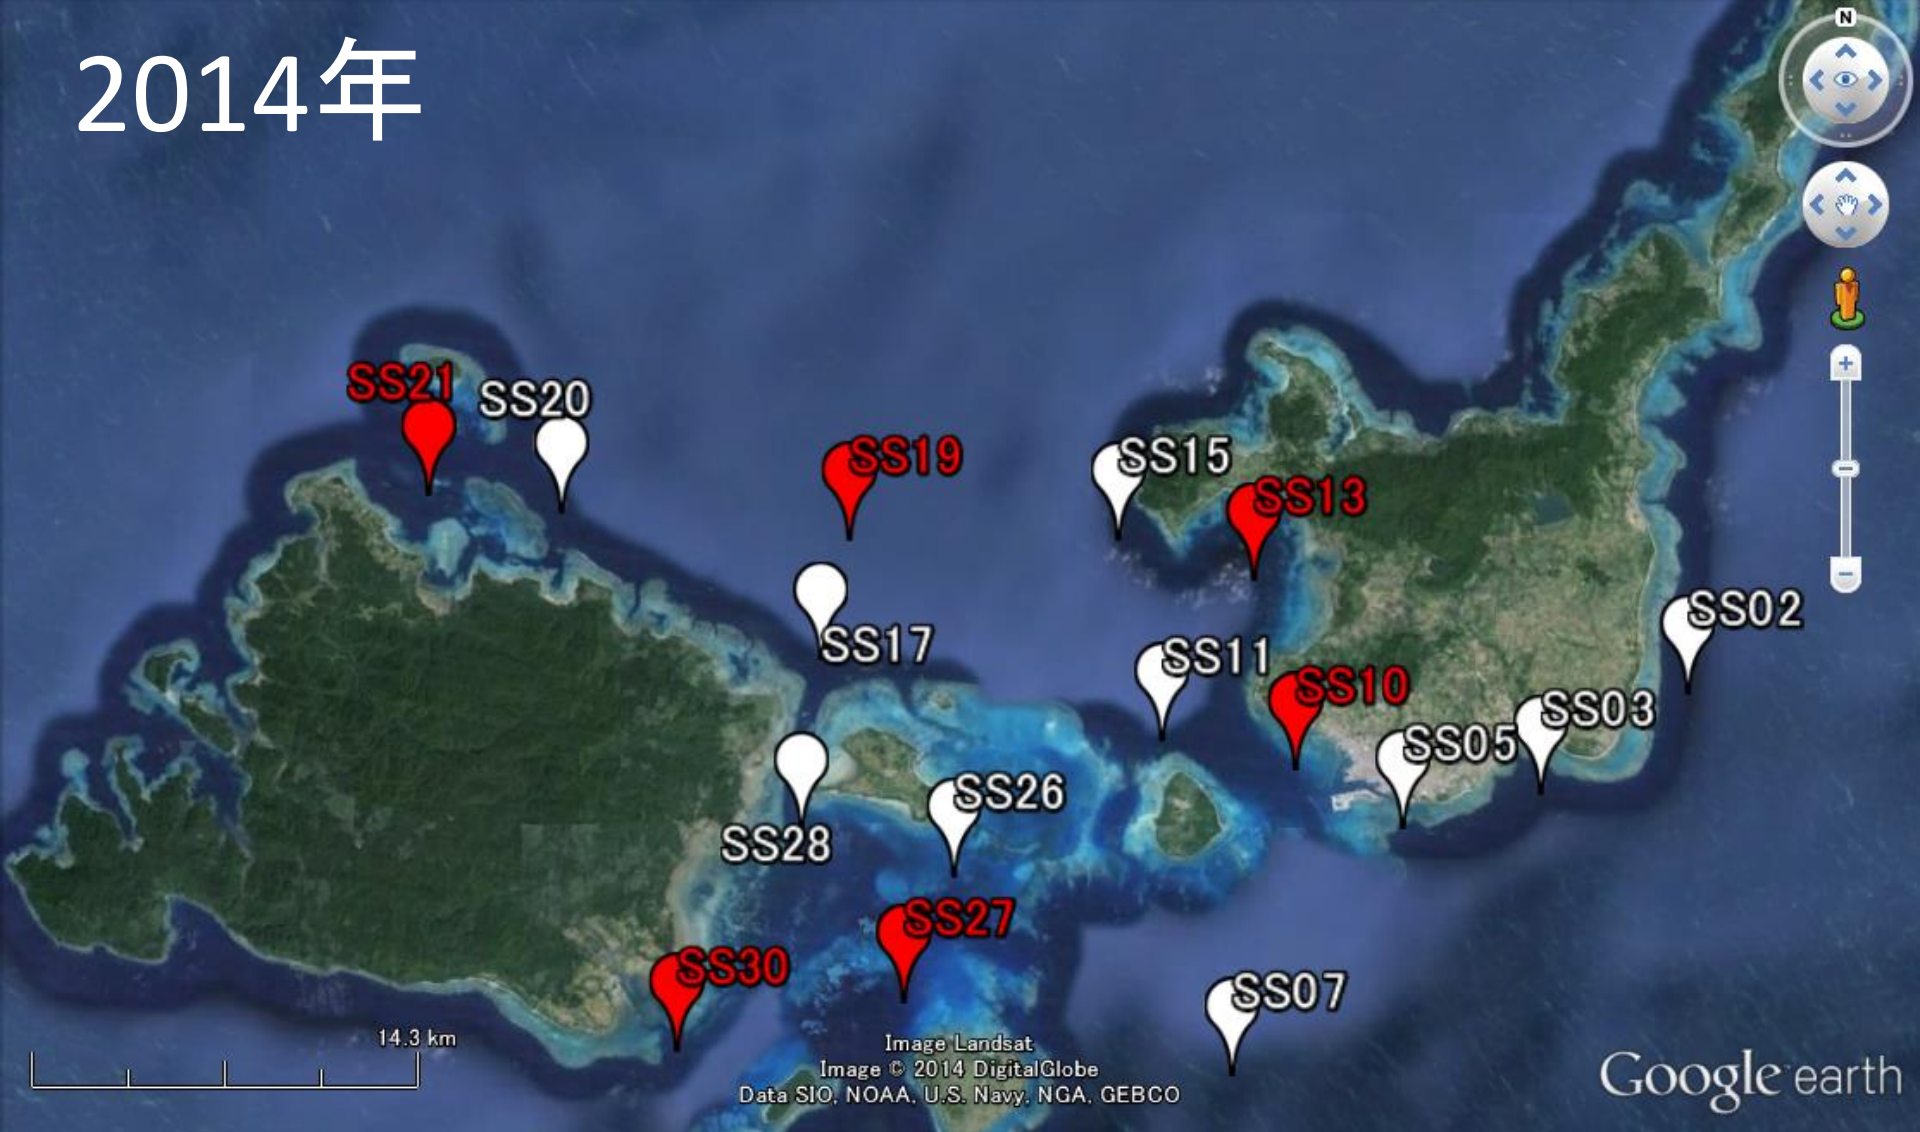 2014年
N
SS21
SS20
SS19
SS15
SS13
SS17
SS02
SS11
SS10
SS03
SS05
SS26
SS28
SS27
SS30
SS07
14.3 km
Image Landsat
Image © 2014 DigitalGlobe
Data SIO, NOAA, U.S. Navy, NGA, GEBCO
Google earth